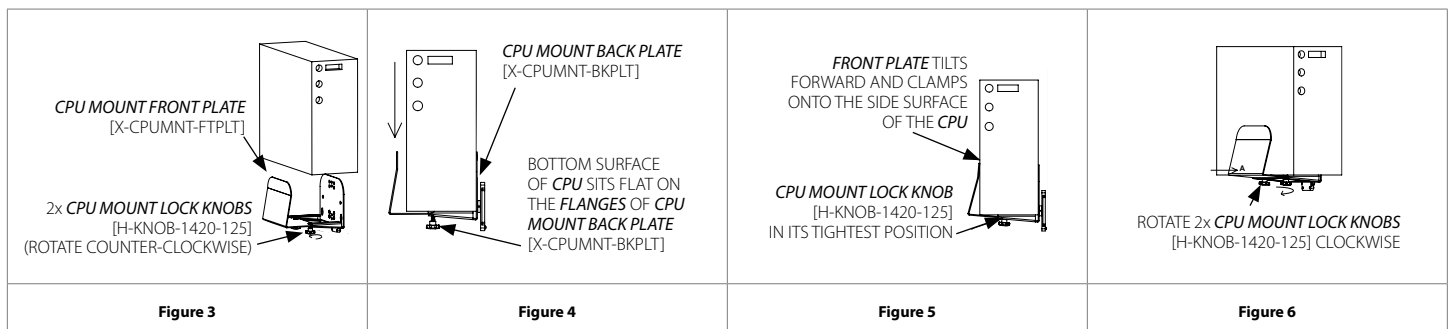 CPU MOUNT FRONT PLATE
[X-CPUMNT-FTPLT]
2x CPU MOUNT LOCK KNOBS
[H-KNOB-1420-125]
(ROTATE COUNTER-CLOCKWISE)
Figure 3
CPU MOUNT BACK PLATE
[X-CPUMNT-BKPLT]
BOTTOM SURFACE
OF CPU SITS FLAT ON
THE FLANGES OF CPU
MOUNT BACK PLATE
[X-CPUMNT-BKPLT]
Figure 4
FRONT PLATE TILTS
FORWARD AND CLAMPS
ONTO THE SIDE SURFACE
OF THE CPU
CPU MOUNT LOCK KNOB
[H-KNOB-1420-125]
IN ITS TIGHTEST POSITION
Figure 5
A
ROTATE 2x CPU MOUNT LOCK KNOBS
[H-KNOB-1420-125] CLOCKWISE
Figure 6